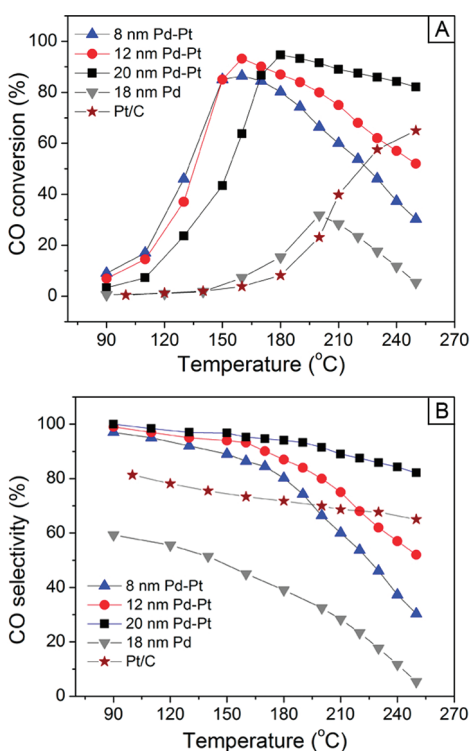 A
8 nm Pd-Pt
12 nm Pd-Pt
20 nm Pd-Pt
18 nm Pd
Pt/C
CO conversion (%)
100
80
60
40
20
0
90 120 150 180 210 240 270
Temperature (°C)
B
CO selectivity (%)
100
80
60
40
20
0
8 nm Pd-Pt
12 nm Pd-Pt
20 nm Pd-Pt
18 nm Pd
Pt/C
90 120 150 180 210 240 270
Temperature (°C)